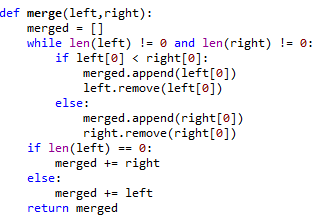 def merge(left,right):
    merged = []
    while len(left) != 0 and len(right) != 0:
        if left[0] < right[0]:
            merged.append(left[0])
            left.remove(left[0])
        else:
            merged.append(right[0])
            right.remove(right[0])
    if len(left) == 0:
        merged += right
    else:
        merged += left
    return merged